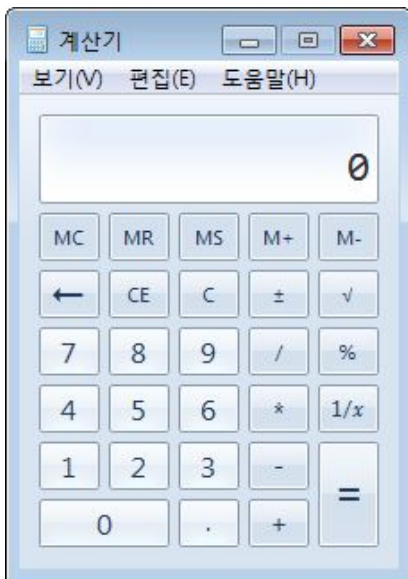 계산기
보기(V) 편집(E) 도움말(H)
0
MC MR MS M+ M-
← CE C ± √
7 8 9 / %
4 5 6 * 1/x
1 2 3 - =
0 . +